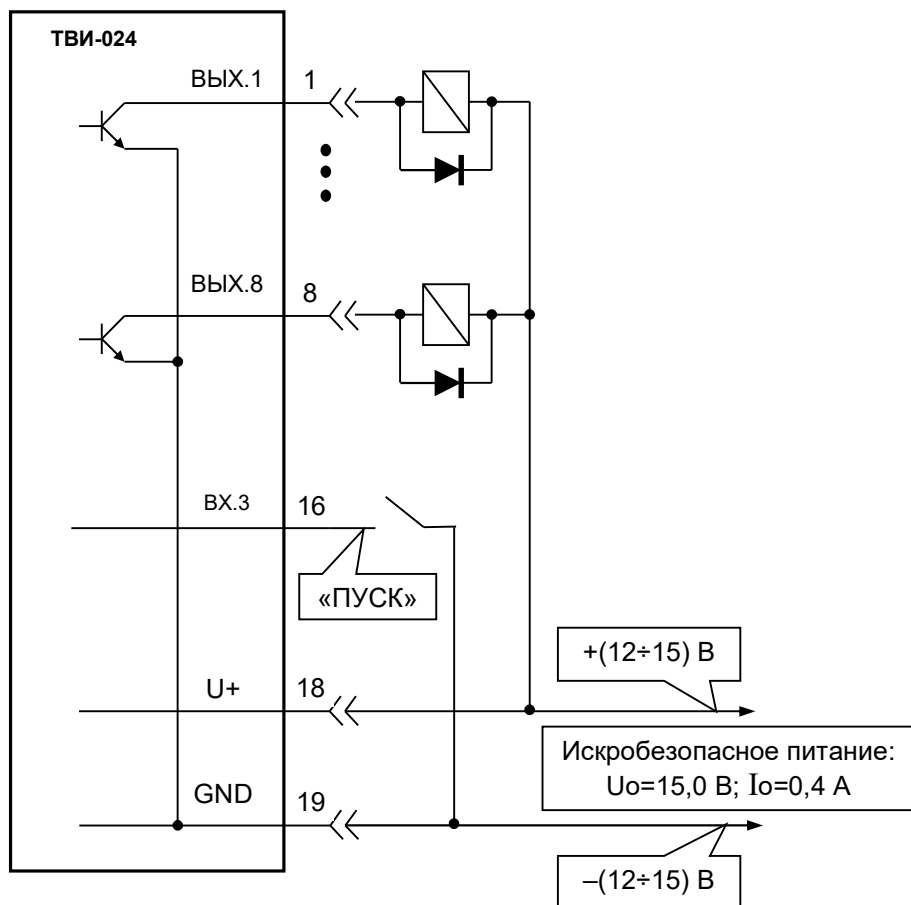 ТВИ-024
ВЫХ.1
1
ВЫХ.8
8
ВХ.3
16
«ПУСК»
+(12÷15) В
U+
18
Искробезопасное питание:
Uo=15,0 В; Io=0,4 А
GND
19
–(12÷15) В